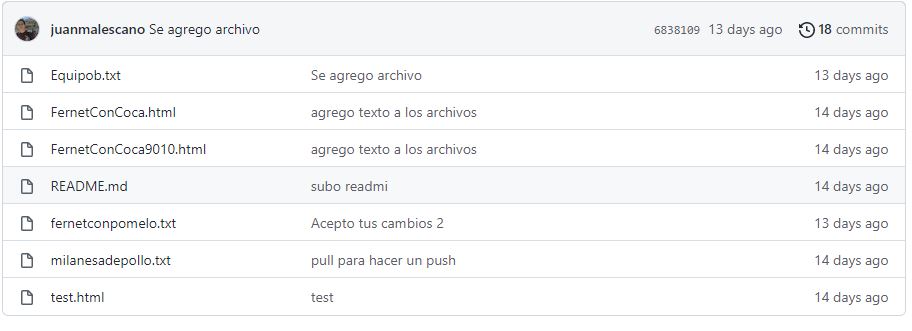 juanmalescano Se agrego archivo 6838109 13 days ago 18 commits
Equipob.txt Se agrego archivo 13 days ago
FernetConCoca.html agrego texto a los archivos 14 days ago
FernetConCoca9010.html agrego texto a los archivos 14 days ago
README.md subo readmi 14 days ago
fernetconpomelo.txt Acepto tus cambios 2 13 days ago
milanesadepollo.txt pull para hacer un push 14 days ago
test.html test 14 days ago